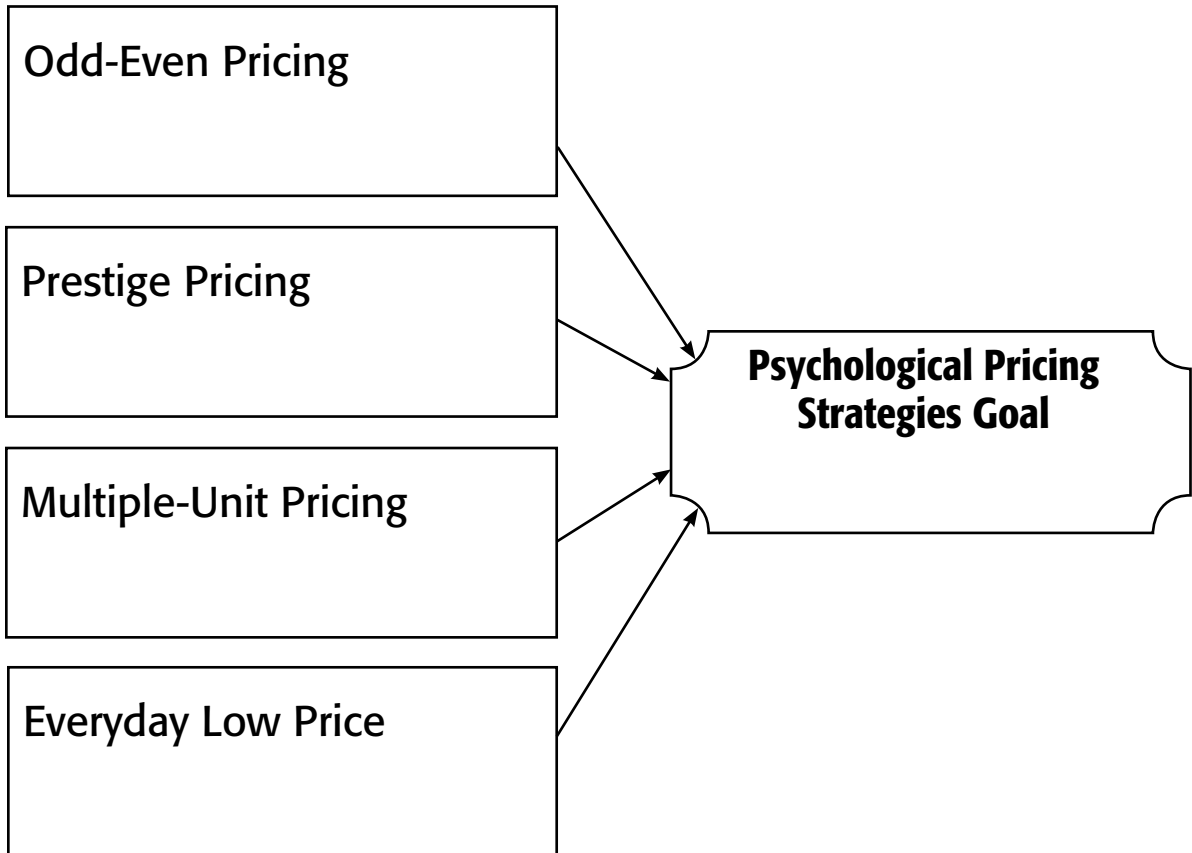 Odd-Even Pricing
Prestige Pricing
Multiple-Unit Pricing
Everyday Low Price
Psychological Pricing
Strategies Goal